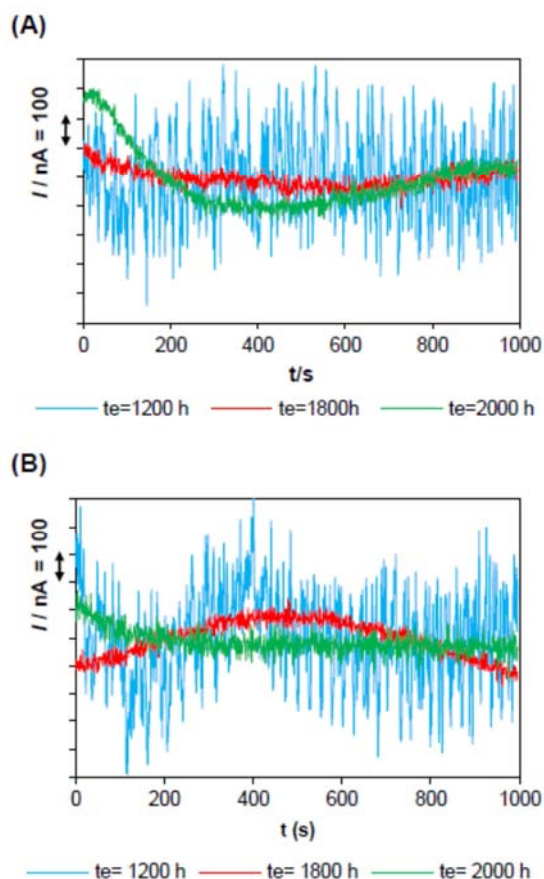 (A)
I / nA = 100
0 200 400 600 800 1000
t/s
te=1200 h te=1800h te=2000 h
(B)
I / nA = 100
0 200 400 600 800 1000
t (s)
te= 1200 h te= 1800 h te= 2000 h